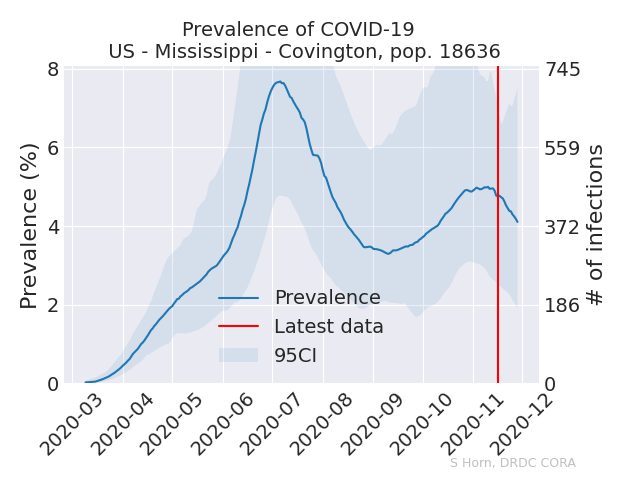 Prevalence of COVID-19
US - Mississippi - Covington, pop. 18636
8
6
4
2
0
Prevalence (%)
745
559
372
186
0
# of infections
Prevalence
Latest data
95CI
2020-03
2020-04
2020-05
2020-06
2020-07
2020-08
2020-09
2020-10
2020-11
2020-12
S Horn, DRDC CORA